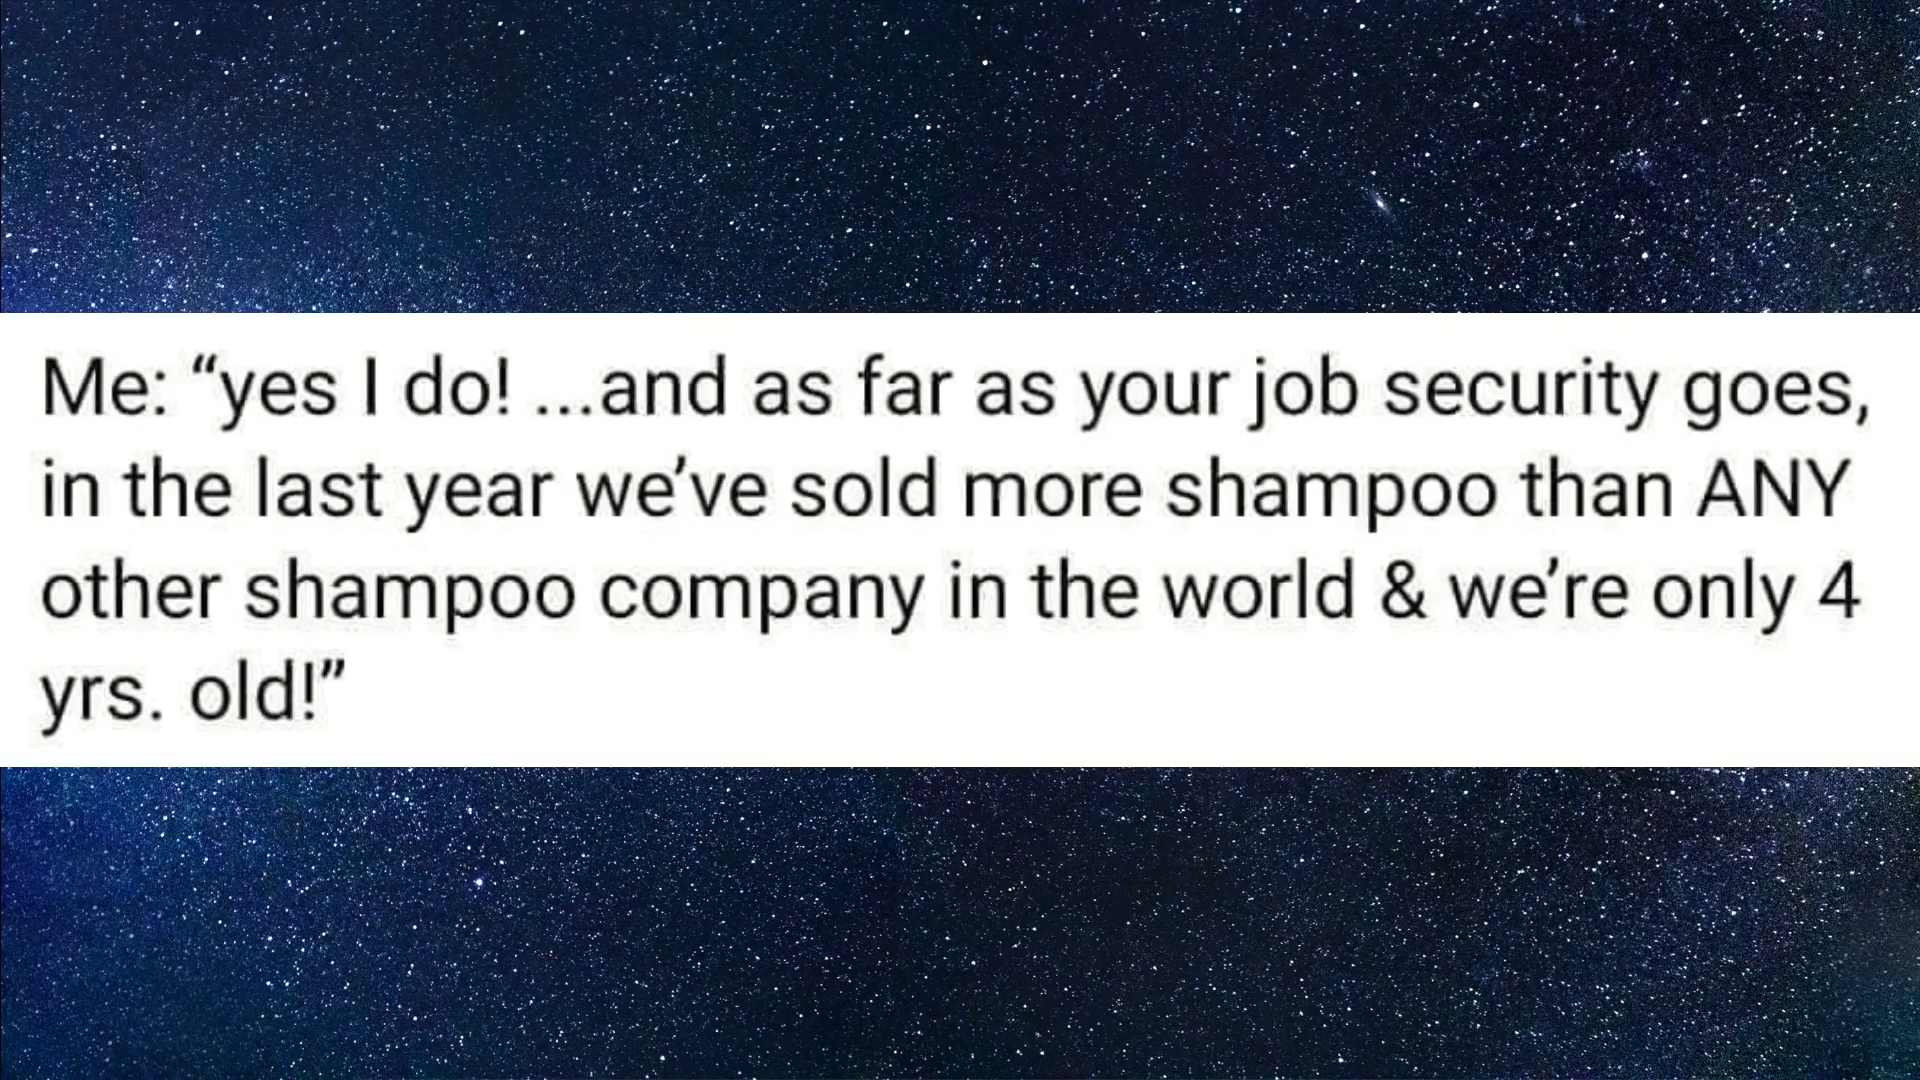 Me: “yes I do! ...and as far as your job security goes,
in the last year we’ve sold more shampoo than ANY
other shampoo company in the world & we’re only 4
yrs. old!”